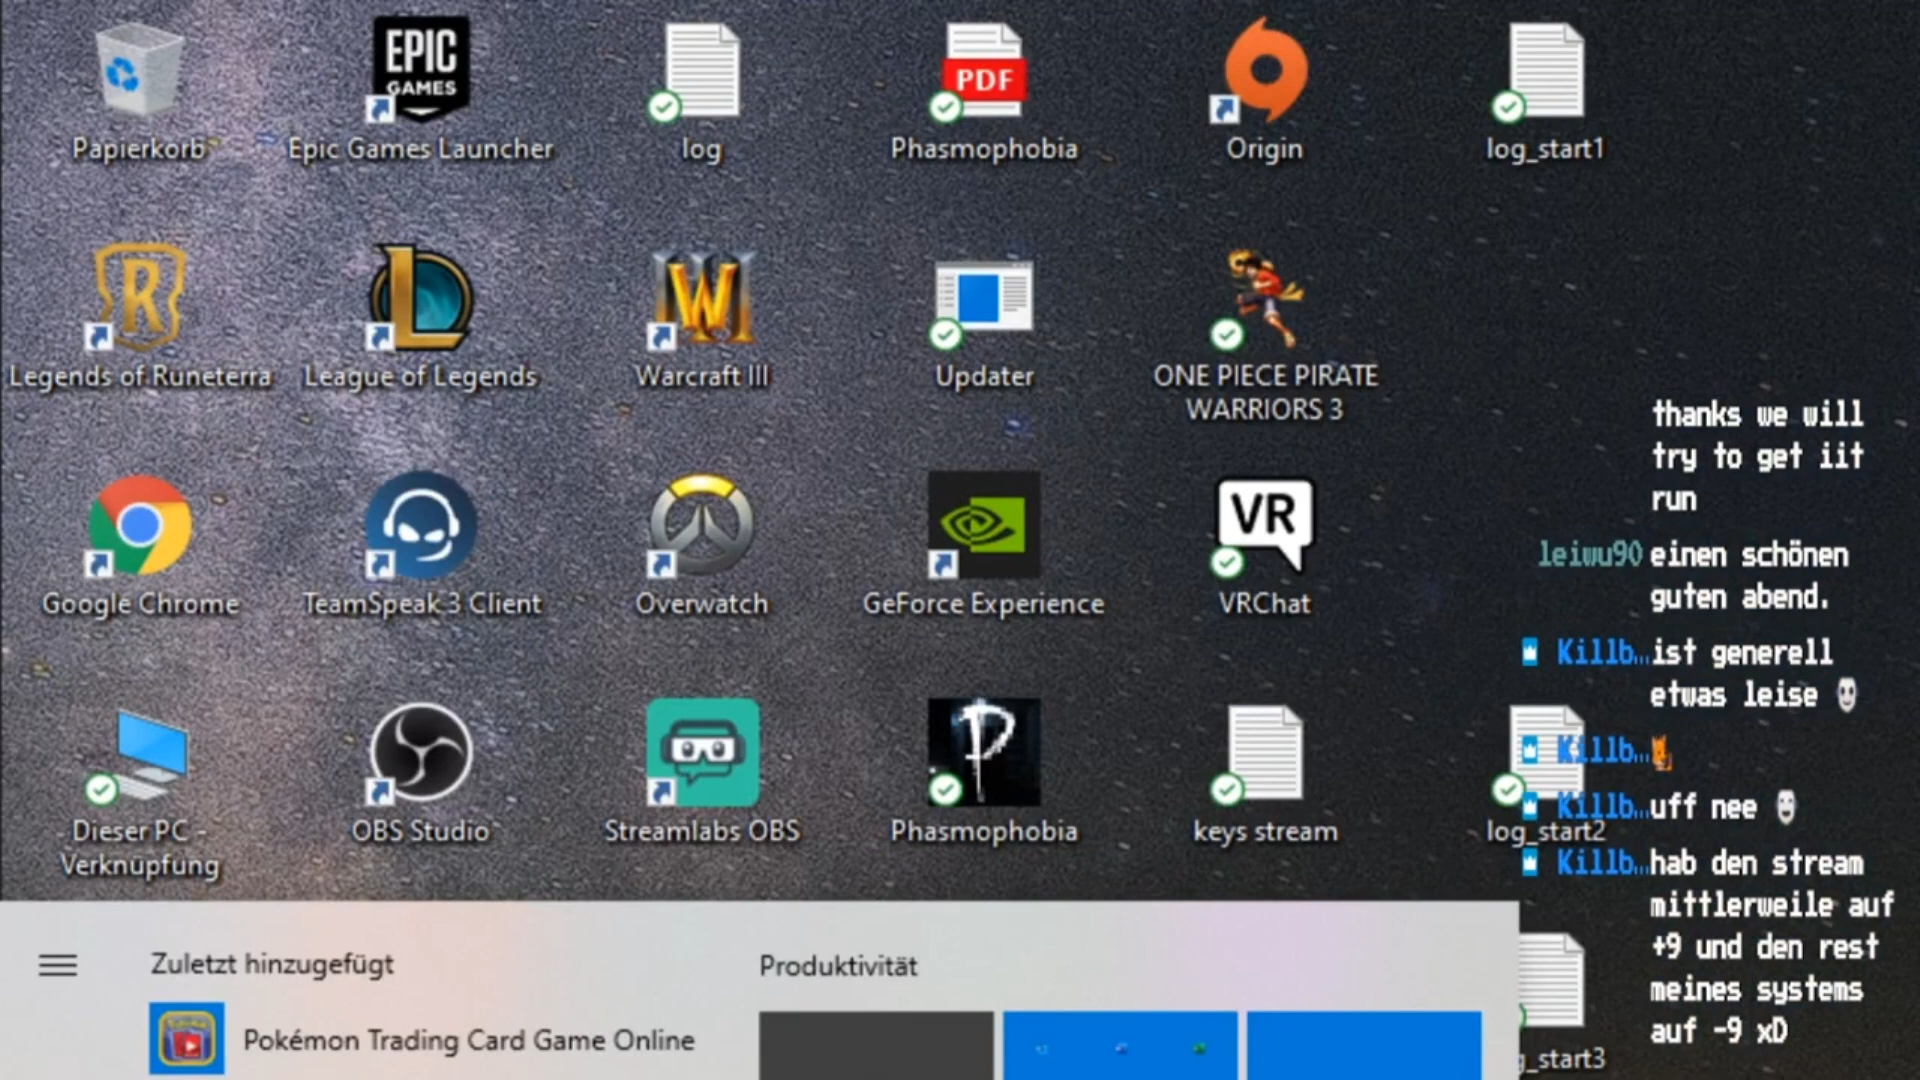 EPIC
GAMES
PDF
Papierkorb
Epic Games Launcher
log
Phasmophobia
Origin
log_start1
Legends of Runeterra
League of Legends
Warcraft III
Updater
ONE PIECE PIRATE
WARRIORS 3
thanks we will
try to get iit
run
VR
Google Chrome
TeamSpeak 3 Client
Overwatch
GeForce Experience
VRChat
leiwu90 einen schönen
guten abend.
Killb... ist generell
etwas leise
Killb...
Killb... uff nee
Dieser PC -
Verknüpfung
OBS Studio
Streamlabs OBS
Phasmophobia
keys stream
log_start2
Killb... hab den stream
mittlerweile auf
+9 und den rest
meines systems
auf -9 xD
Zuletzt hinzugefügt
Produktivität
Pokémon Trading Card Game Online
g_start3